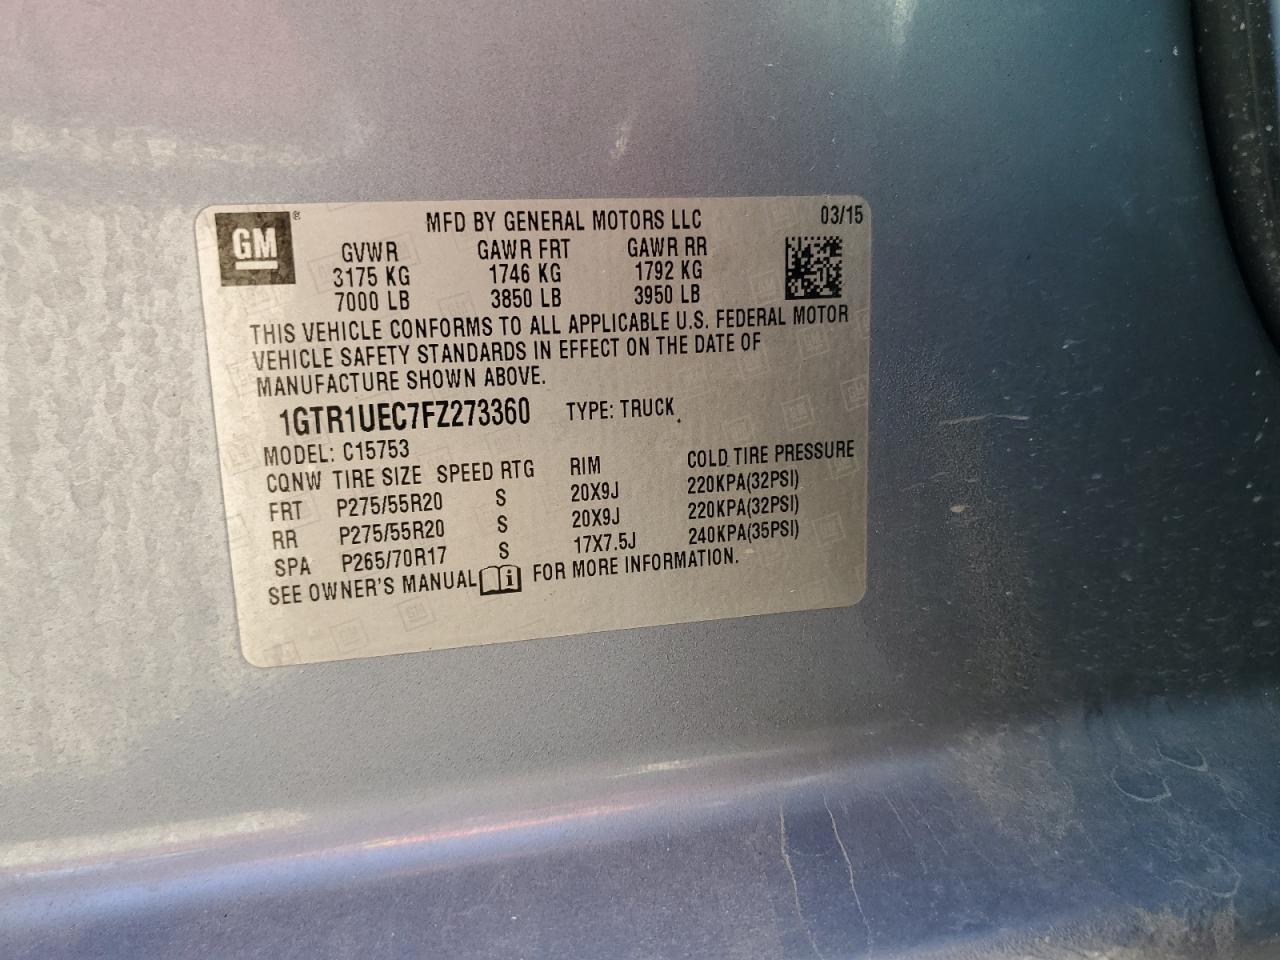 GM ®
MFD BY GENERAL MOTORS LLC 03/15
GVWR GAWR FRT GAWR RR
3175 KG 1746 KG 1792 KG
7000 LB 3850 LB 3950 LB
THIS VEHICLE CONFORMS TO ALL APPLICABLE U.S. FEDERAL MOTOR
VEHICLE SAFETY STANDARDS IN EFFECT ON THE DATE OF
MANUFACTURE SHOWN ABOVE.
1GTR1UEC7FZ273360 TYPE: TRUCK
MODEL: C15753
CQNW TIRE SIZE SPEED RTG RIM COLD TIRE PRESSURE
FRT P275/55R20 S 20X9J 220KPA(32PSI)
RR P275/55R20 S 20X9J 220KPA(32PSI)
SPA P265/70R17 S 17X7.5J 240KPA(35PSI)
SEE OWNER'S MANUAL i FOR MORE INFORMATION.